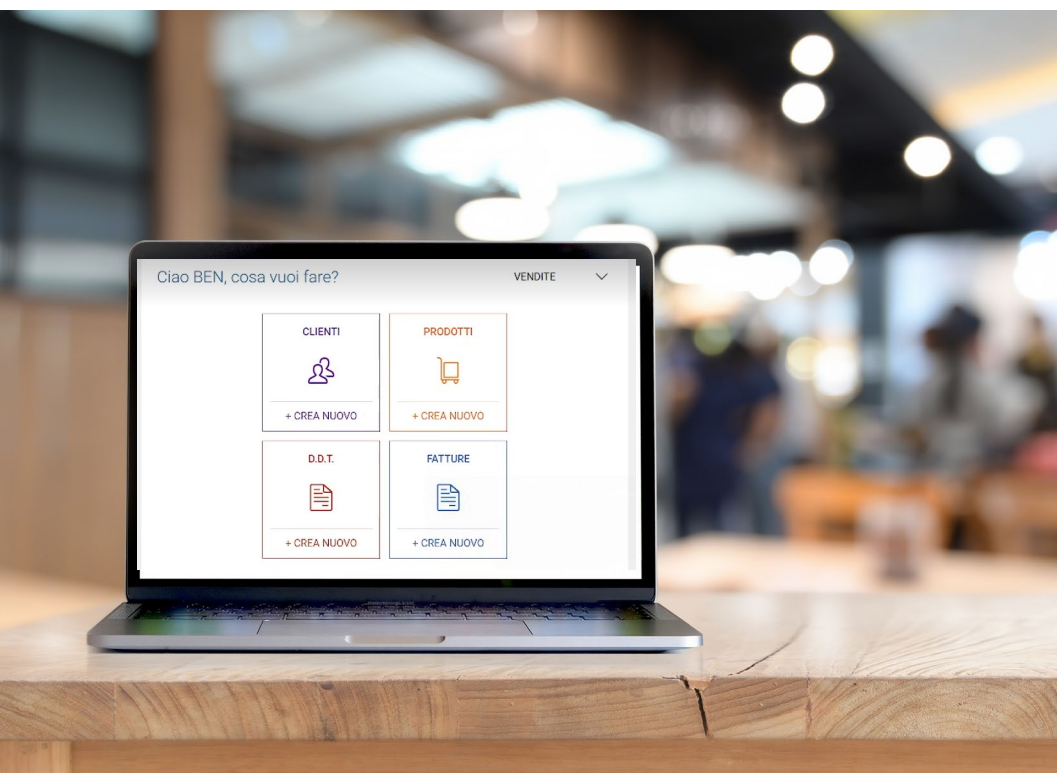 Ciao BEN, cosa vuoi fare?
VENDITE
CLIENTI
PRODOTTI
+ CREA NUOVO
+ CREA NUOVO
D.D.T.
FATTURE
+ CREA NUOVO
+ CREA NUOVO